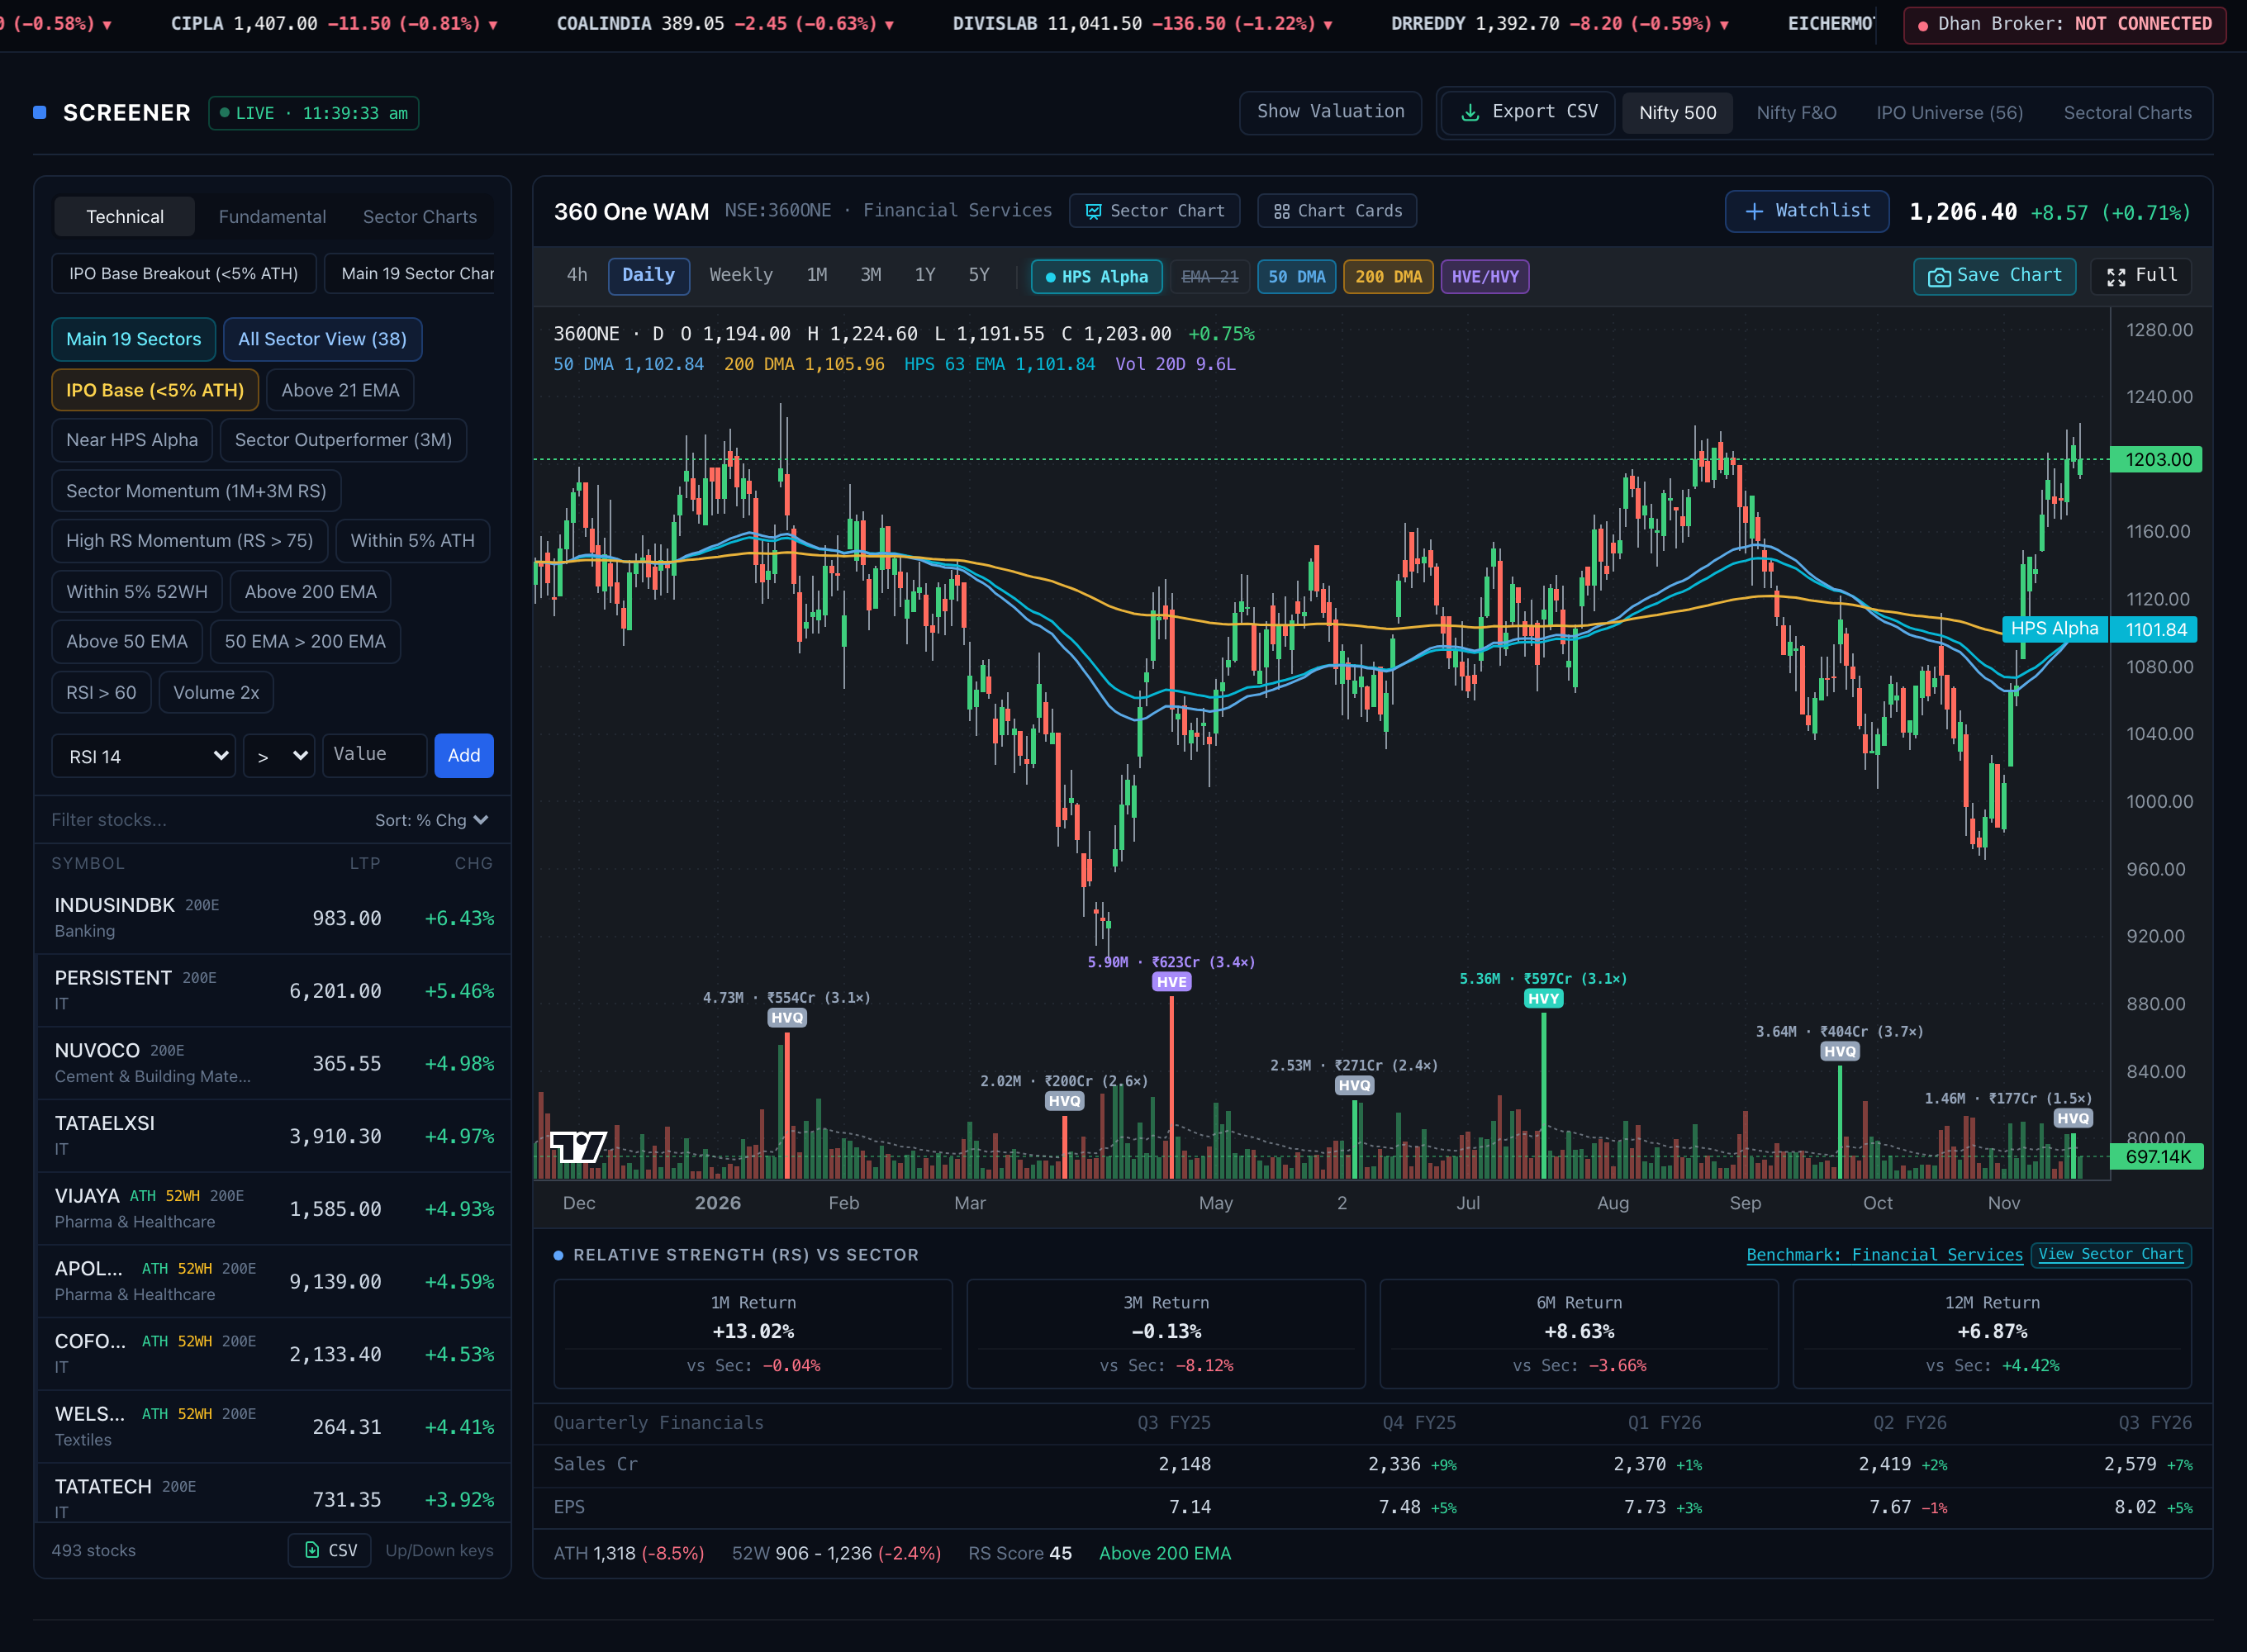 (-0.58%) ▼ CIPLA 1,407.00 −11.50 (−0.81%) ▼ COALINDIA 389.05 −2.45 (−0.63%) ▼ DIVISLAB 11,041.50 −136.50 (−1.22%) ▼ DRREDDY 1,392.70 −8.20 (−0.59%) ▼ EICHERMO
Dhan Broker: NOT CONNECTED
SCREENER LIVE · 11:39:33 am
Show Valuation Export CSV Nifty 500 Nifty F&O IPO Universe (56) Sectoral Charts
Technical Fundamental Sector Charts
IPO Base Breakout (<5% ATH) Main 19 Sector Char
Main 19 Sectors All Sector View (38)
IPO Base (<5% ATH) Above 21 EMA
Near HPS Alpha Sector Outperformer (3M)
Sector Momentum (1M+3M RS)
High RS Momentum (RS > 75) Within 5% ATH
Within 5% 52WH Above 200 EMA
Above 50 EMA 50 EMA > 200 EMA
RSI > 60 Volume 2x
RSI 14 > Value Add
Filter stocks... Sort: % Chg
SYMBOL LTP CHG
INDUSINDBK 200E 983.00 +6.43%
Banking
PERSISTENT 200E 6,201.00 +5.46%
IT
NUVOCO 200E 365.55 +4.98%
Cement & Building Mate...
TATAELXSI 3,910.30 +4.97%
IT
VIJAYA ATH 52WH 200E 1,585.00 +4.93%
Pharma & Healthcare
APOL... ATH 52WH 200E 9,139.00 +4.59%
Pharma & Healthcare
COFO... ATH 52WH 200E 2,133.40 +4.53%
IT
WELS... ATH 52WH 200E 264.31 +4.41%
Textiles
TATATECH 200E 731.35 +3.92%
IT
493 stocks CSV Up/Down keys
360 One WAM NSE:360ONE · Financial Services Sector Chart Chart Cards
+ Watchlist 1,206.40 +8.57 (+0.71%)
4h Daily Weekly 1M 3M 1Y 5Y HPS Alpha EMA 21 50 DMA 200 DMA HVE/HVY Save Chart Full
360ONE · D O 1,194.00 H 1,224.60 L 1,191.55 C 1,203.00 +0.75%
50 DMA 1,102.84 200 DMA 1,105.96 HPS 63 EMA 1,101.84 Vol 20D 9.6L
1280.00
1240.00
1203.00
1160.00
1120.00
HPS Alpha 1101.84
1080.00
1040.00
1000.00
960.00
920.00
880.00
840.00
800.00
697.14K
4.73M · ₹554Cr (3.1×)
HVQ
2.02M · ₹200Cr (2.6×)
HVQ
5.90M · ₹623Cr (3.4×)
HVE
2.53M · ₹271Cr (2.4×)
HVQ
5.36M · ₹597Cr (3.1×)
HVY
3.64M · ₹404Cr (3.7×)
HVQ
1.46M · ₹177Cr (1.5×)
HVQ
Dec 2026 Feb Mar May 2 Jul Aug Sep Oct Nov
RELATIVE STRENGTH (RS) VS SECTOR Benchmark: Financial Services View Sector Chart
1M Return 3M Return 6M Return 12M Return
+13.02% −0.13% +8.63% +6.87%
vs Sec: −0.04% vs Sec: −8.12% vs Sec: −3.66% vs Sec: +4.42%
Quarterly Financials Q3 FY25 Q4 FY25 Q1 FY26 Q2 FY26 Q3 FY26
Sales Cr 2,148 2,336 +9% 2,370 +1% 2,419 +2% 2,579 +7%
EPS 7.14 7.48 +5% 7.73 +3% 7.67 −1% 8.02 +5%
ATH 1,318 (-8.5%) 52W 906 - 1,236 (-2.4%) RS Score 45 Above 200 EMA